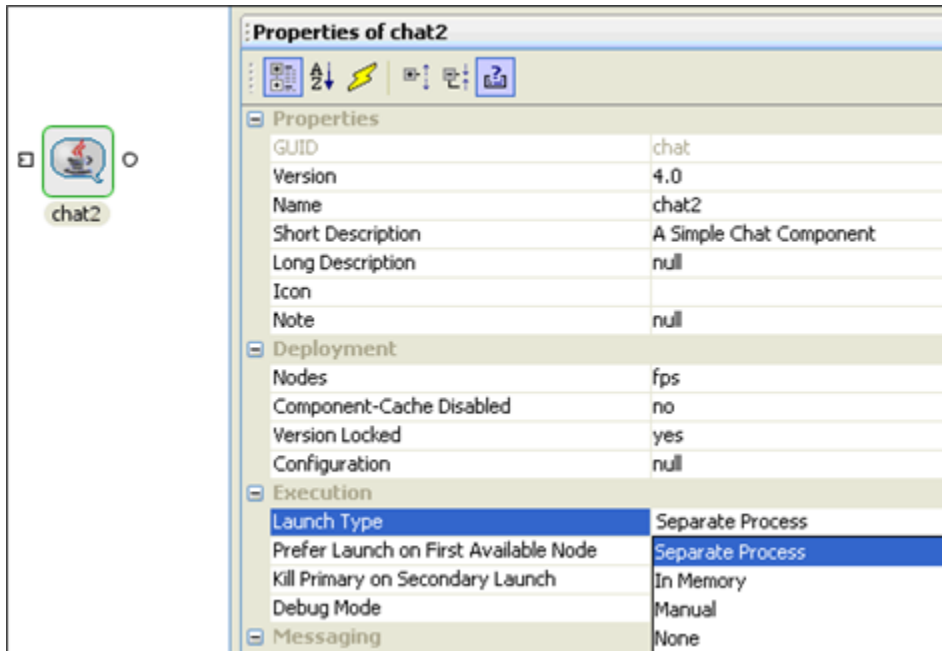 Properties of chat2
Properties
GUID chat
Version 4.0
Name chat2
Short Description A Simple Chat Component
Long Description null
Icon
Note null
Deployment
Nodes fps
Component-Cache Disabled no
Version Locked yes
Configuration null
Execution
Launch Type Separate Process
Prefer Launch on First Available Node Separate Process
Kill Primary on Secondary Launch In Memory
Debug Mode Manual
Messaging None
chat2